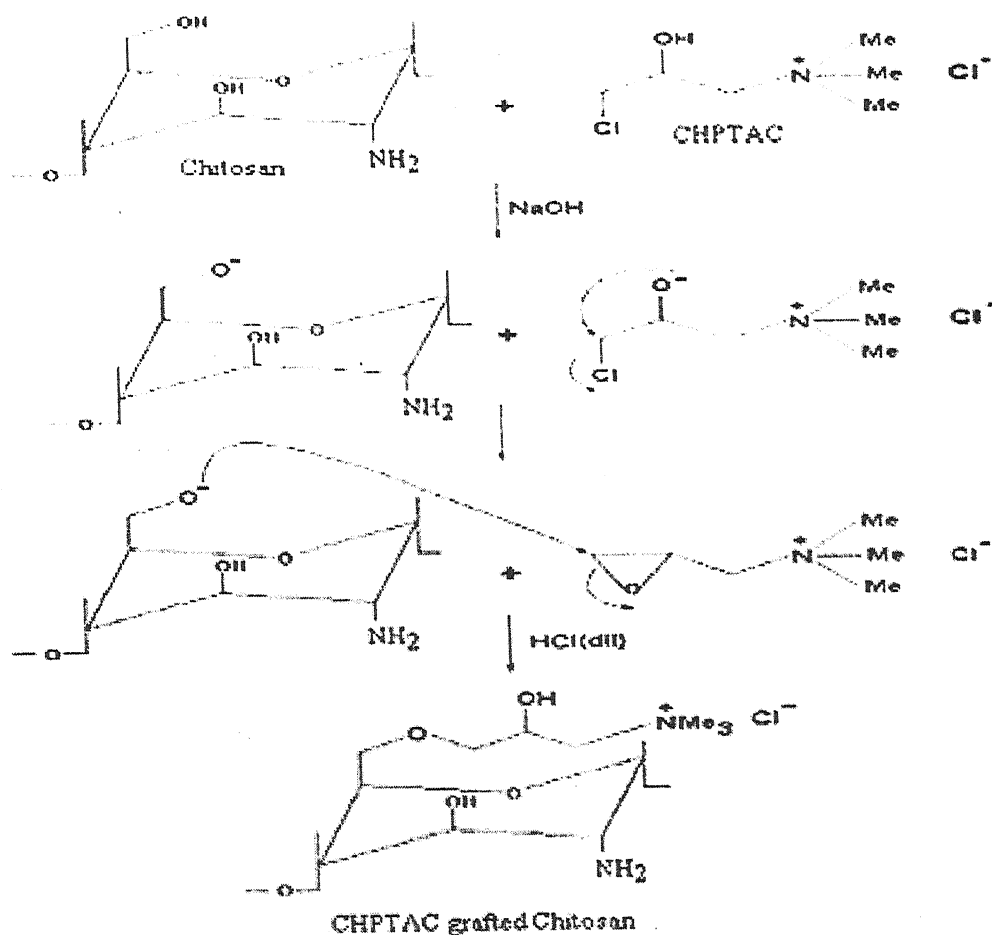 OH
OH O
OH
Cl
+
N Me Me Me Cl⁻
NH2
O
Chitosan
CHPTAC
NaOH
O⁻
OH O
NH2
O
+
O⁻
Cl
+
N Me Me Me Cl⁻
O⁻
OH O
NH2
O
+
O
+
N Me Me Me Cl⁻
HCl(dil)
OH
O
+
NMe3 Cl⁻
OH O
NH2
O
CHPTAC grafted Chitosan